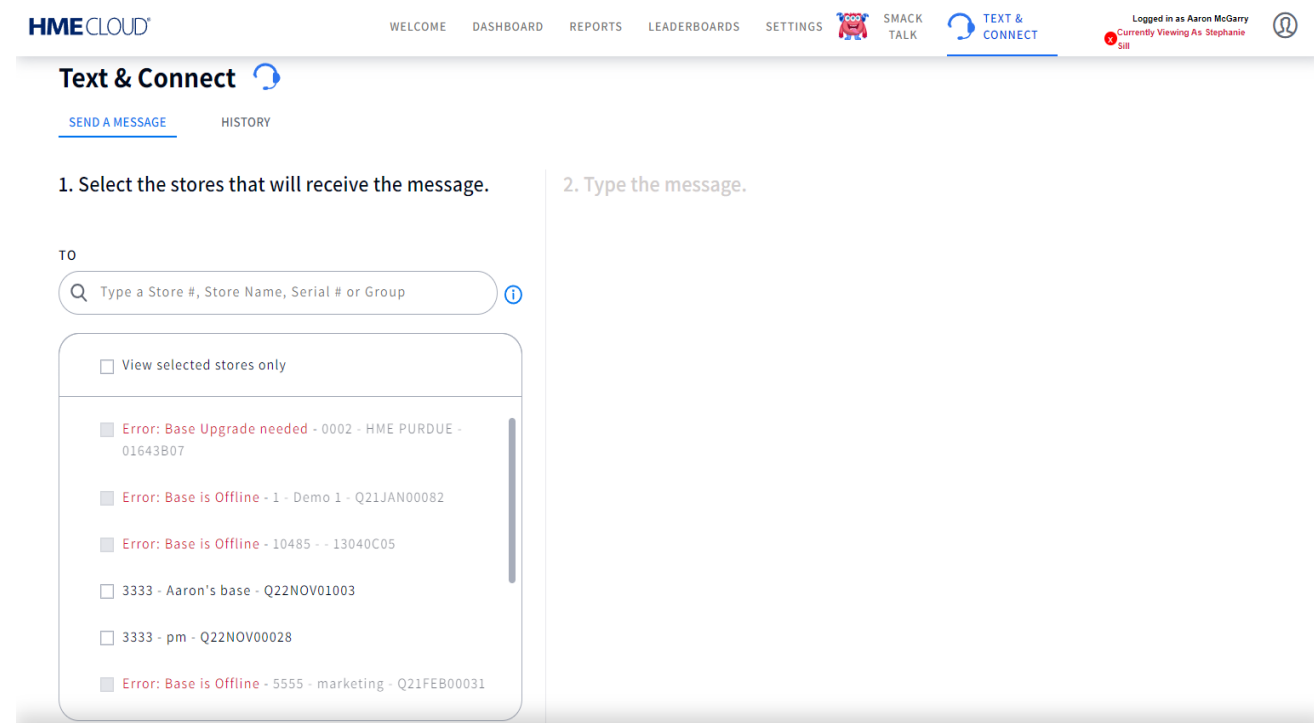 HME CLOUD
WELCOME DASHBOARD REPORTS LEADERBOARDS SETTINGS SMACK TALK TEXT & CONNECT
Logged in as Aaron McGarry
x Currently Viewing As Stephanie
Sill
Text & Connect
SEND A MESSAGE HISTORY
1. Select the stores that will receive the message.
2. Type the message.
TO
Type a Store #, Store Name, Serial # or Group
View selected stores only
Error: Base Upgrade needed - 0002 - HME PURDUE -
01643B07
Error: Base is Offline - 1 - Demo 1 - Q21JAN00082
Error: Base is Offline - 10485 - - 13040C05
3333 - Aaron's base - Q22NOV01003
3333 - pm - Q22NOV00028
Error: Base is Offline - 5555 - marketing - Q21FEB00031